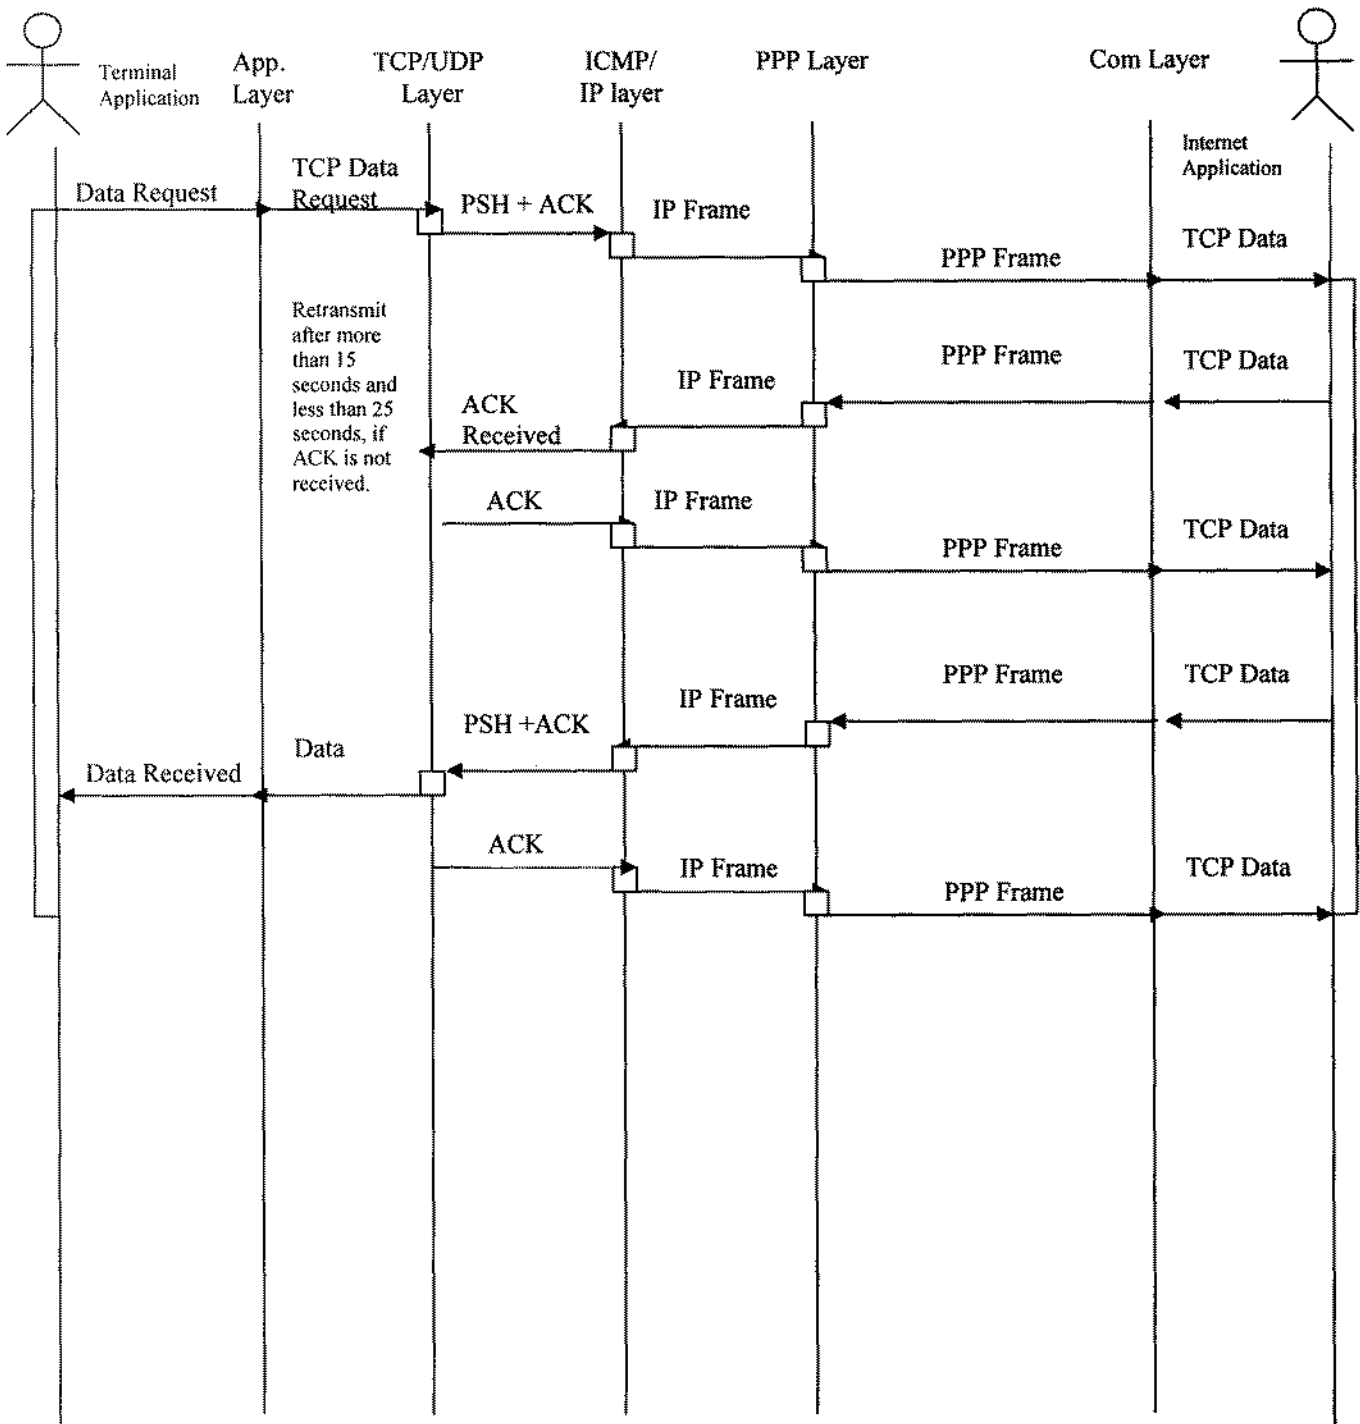 Terminal
Application
App.
Layer
TCP/UDP
Layer
ICMP/
IP layer
PPP Layer
Com Layer
Internet
Application
Data Request
TCP Data
Request
PSH + ACK
IP Frame
PPP Frame
TCP Data
Retransmit
after more
than 15
seconds and
less than 25
seconds, if
ACK is not
received.
ACK
Received
IP Frame
PPP Frame
TCP Data
ACK
IP Frame
PPP Frame
TCP Data
Data Received
Data
PSH +ACK
IP Frame
PPP Frame
TCP Data
ACK
IP Frame
PPP Frame
TCP Data